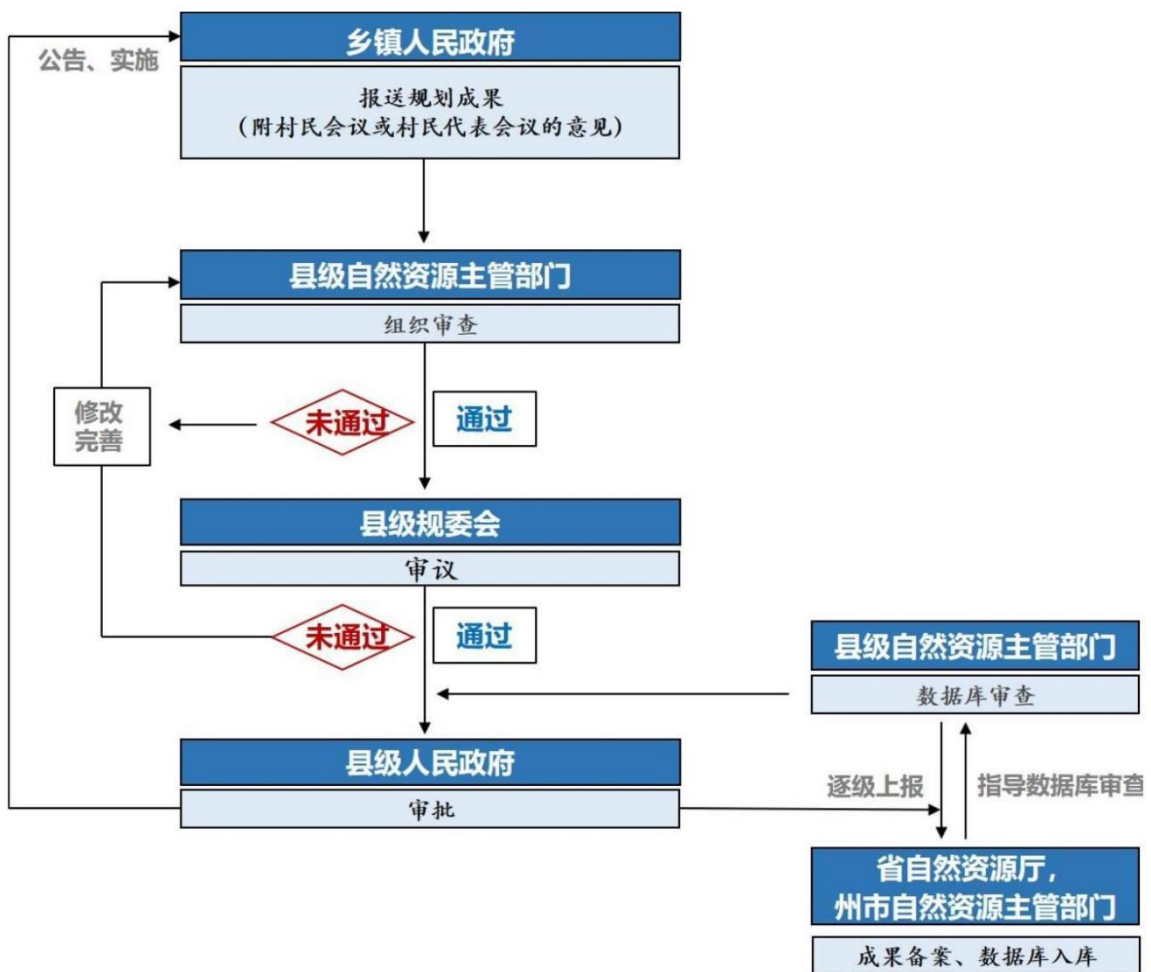 乡镇人民政府
公告、实施
报送规划成果
（附村民会议或村民代表会议的意见）
县级自然资源主管部门
组织审查
修改
完善
未通过
通过
县级规委会
审议
未通过
通过
县级自然资源主管部门
数据库审查
县级人民政府
审批
逐级上报
指导数据库审查
省自然资源厅，
州市自然资源主管部门
成果备案、数据库入库